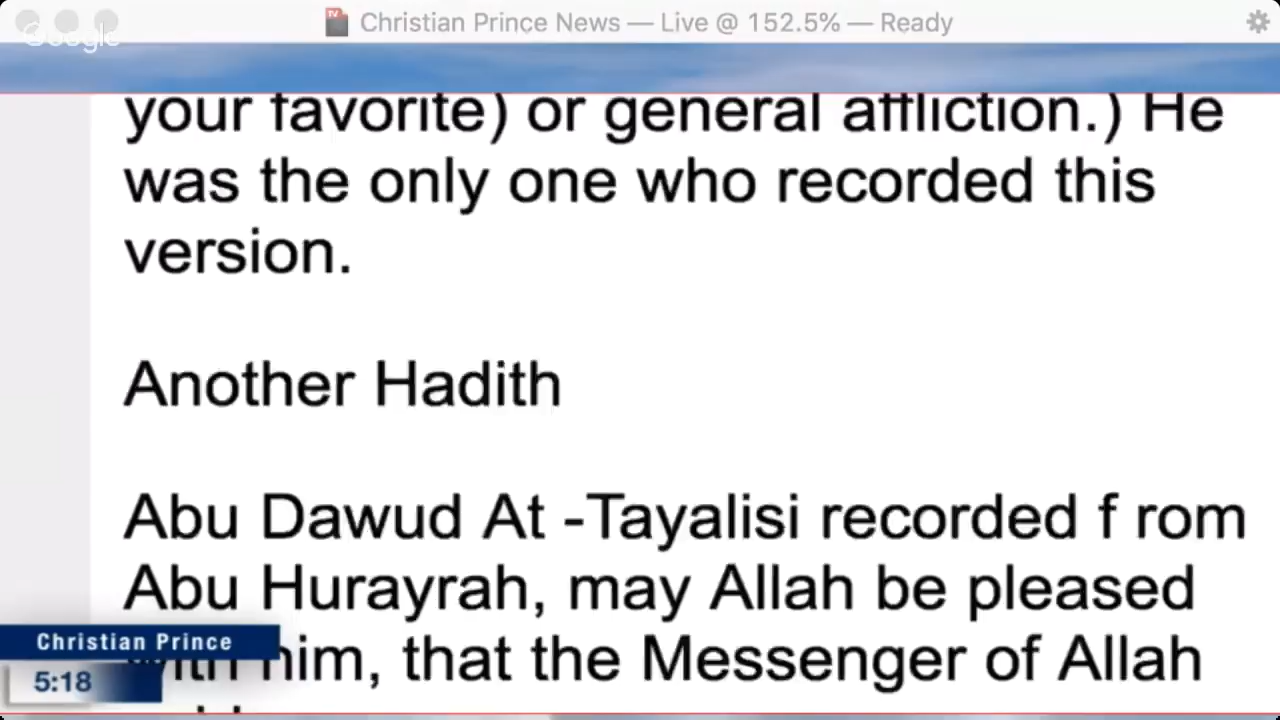 Christian Prince News — Live @ 152.5% — Ready
Google
your favorite) or general affliction.) He
was the only one who recorded this
version.
Another Hadith
Abu Dawud At -Tayalisi recorded f rom
Abu Hurayrah, may Allah be pleased
with him, that the Messenger of Allah
Christian Prince
5:18